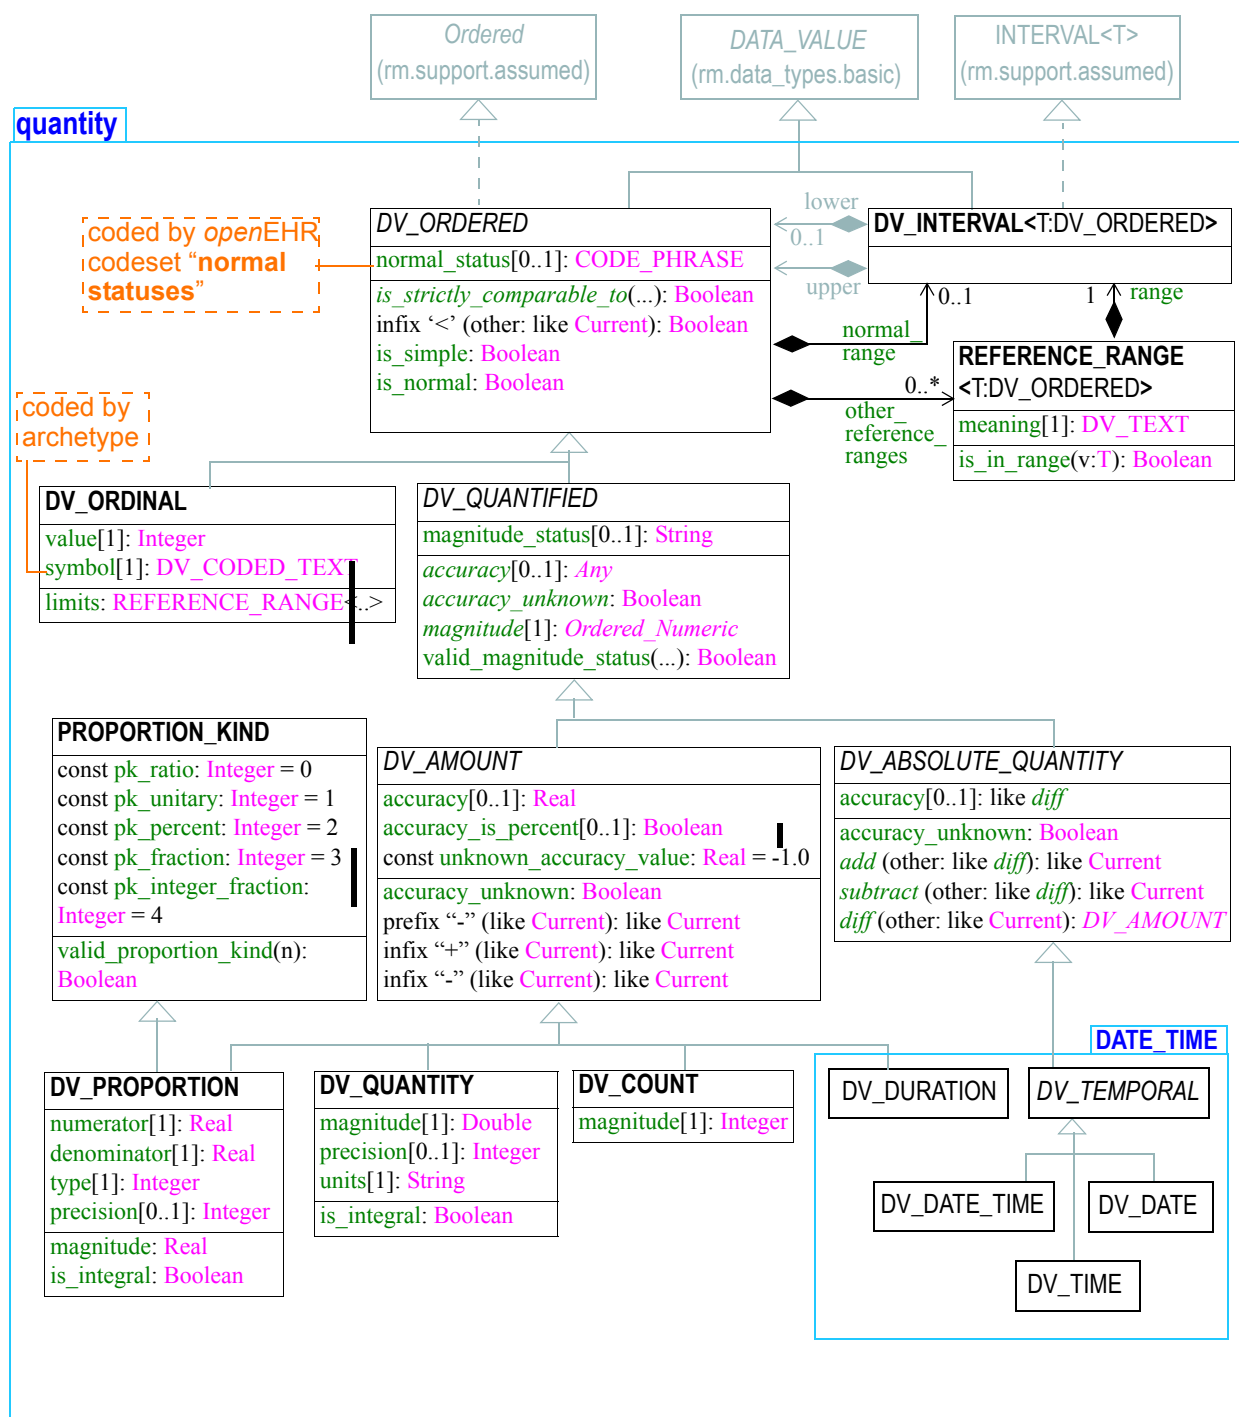 Ordered
(rm.support.assumed)
DATA_VALUE
(rm.data_types.basic)
INTERVAL<T>
(rm.support.assumed)
quantity
coded by openEHR
codeset “normal
statuses”
DV_ORDERED
normal_status[0..1]: CODE_PHRASE
is_strictly_comparable_to(...): Boolean
infix ‘<’ (other: like Current): Boolean
is_simple: Boolean
is_normal: Boolean
lower
0..1
upper
DV_INTERVAL<T:DV_ORDERED>
0..1
1
range
normal_
range
0..*
other_
reference_
ranges
REFERENCE_RANGE
<T:DV_ORDERED>
meaning[1]: DV_TEXT
is_in_range(v:T): Boolean
coded by
archetype
DV_ORDINAL
value[1]: Integer
symbol[1]: DV_CODED_TEXT
limits: REFERENCE_RANGE<..>
DV_QUANTIFIED
magnitude_status[0..1]: String
accuracy[0..1]: Any
accuracy_unknown: Boolean
magnitude[1]: Ordered_Numeric
valid_magnitude_status(...): Boolean
PROPORTION_KIND
const pk_ratio: Integer = 0
const pk_unitary: Integer = 1
const pk_percent: Integer = 2
const pk_fraction: Integer = 3
const pk_integer_fraction:
Integer = 4
valid_proportion_kind(n):
Boolean
DV_AMOUNT
accuracy[0..1]: Real
accuracy_is_percent[0..1]: Boolean
const unknown_accuracy_value: Real = -1.0
accuracy_unknown: Boolean
prefix “-” (like Current): like Current
infix “+” (like Current): like Current
infix “-” (like Current): like Current
DV_ABSOLUTE_QUANTITY
accuracy[0..1]: like diff
accuracy_unknown: Boolean
add (other: like diff): like Current
subtract (other: like diff): like Current
diff (other: like Current): DV_AMOUNT
DV_PROPORTION
numerator[1]: Real
denominator[1]: Real
type[1]: Integer
precision[0..1]: Integer
magnitude: Real
is_integral: Boolean
DV_QUANTITY
magnitude[1]: Double
precision[0..1]: Integer
units[1]: String
is_integral: Boolean
DV_COUNT
magnitude[1]: Integer
DATE_TIME
DV_DURATION
DV_TEMPORAL
DV_DATE_TIME
DV_DATE
DV_TIME